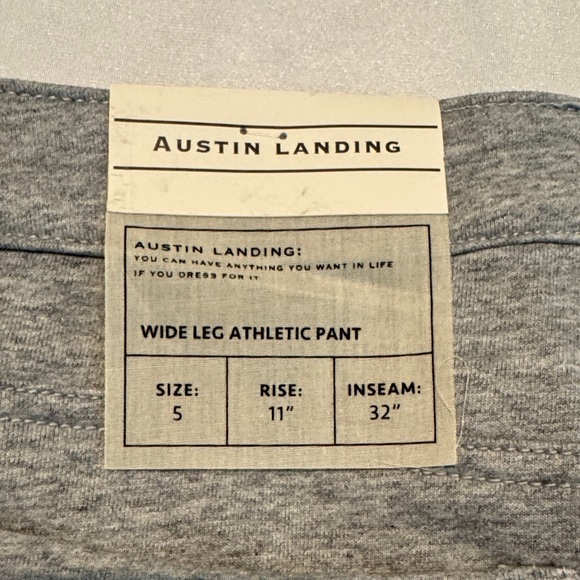 AUSTIN LANDING
AUSTIN LANDING:
YOU CAN HAVE ANYTHING YOU WANT IN LIFE
IF YOU DRESS FOR IT
WIDE LEG ATHLETIC PANT
SIZE: RISE: INSEAM:
5 11" 32"